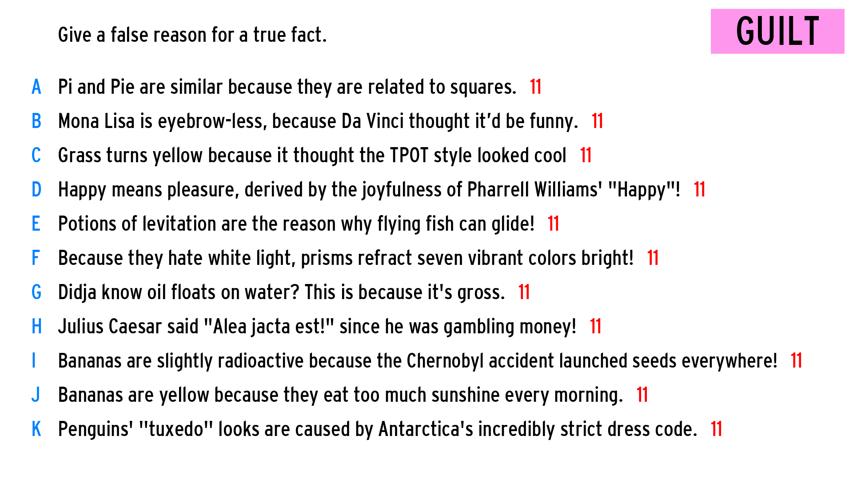 Give a false reason for a true fact.
GUILT
A Pi and Pie are similar because they are related to squares. 11
B Mona Lisa is eyebrow-less, because Da Vinci thought it'd be funny. 11
C Grass turns yellow because it thought the TPOT style looked cool 11
D Happy means pleasure, derived by the joyfulness of Pharrell Williams' "Happy"! 11
E Potions of levitation are the reason why flying fish can glide! 11
F Because they hate white light, prisms refract seven vibrant colors bright! 11
G Didja know oil floats on water? This is because it's gross. 11
H Julius Caesar said "Alea jacta est!" since he was gambling money! 11
I Bananas are slightly radioactive because the Chernobyl accident launched seeds everywhere! 11
J Bananas are yellow because they eat too much sunshine every morning. 11
K Penguins' "tuxedo" looks are caused by Antarctica's incredibly strict dress code. 11